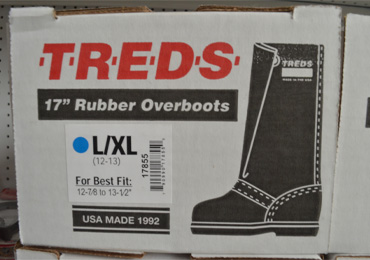 T·R·E·D·S
17" Rubber Overboots
L/XL
(12-13)
17855
For Best Fit:
12-7/8 to 13-1/2"
USA MADE 1992
TREDS
MADE IN THE USA